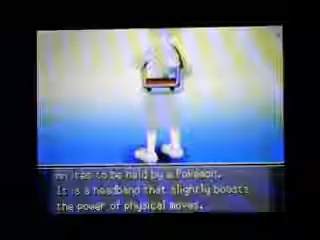 An item to be held by a Pokémon.
It is a headband that slightly boosts
the power of physical moves.